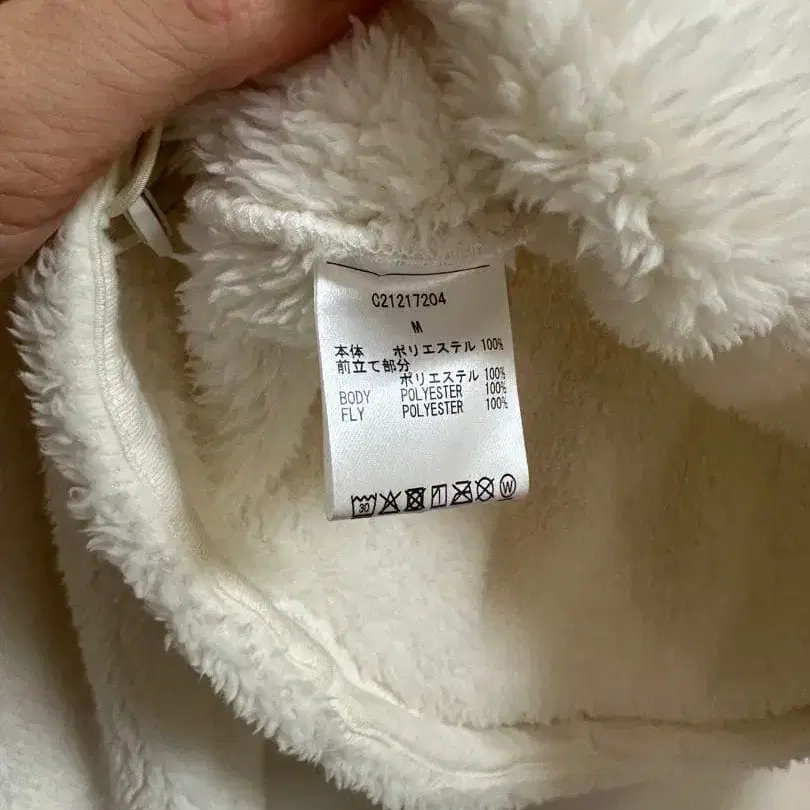 C21217204
M
本体 ポリエステル 100%
前立て部分
ポリエステル 100%
BODY POLYESTER 100%
FLY POLYESTER 100%
30 W